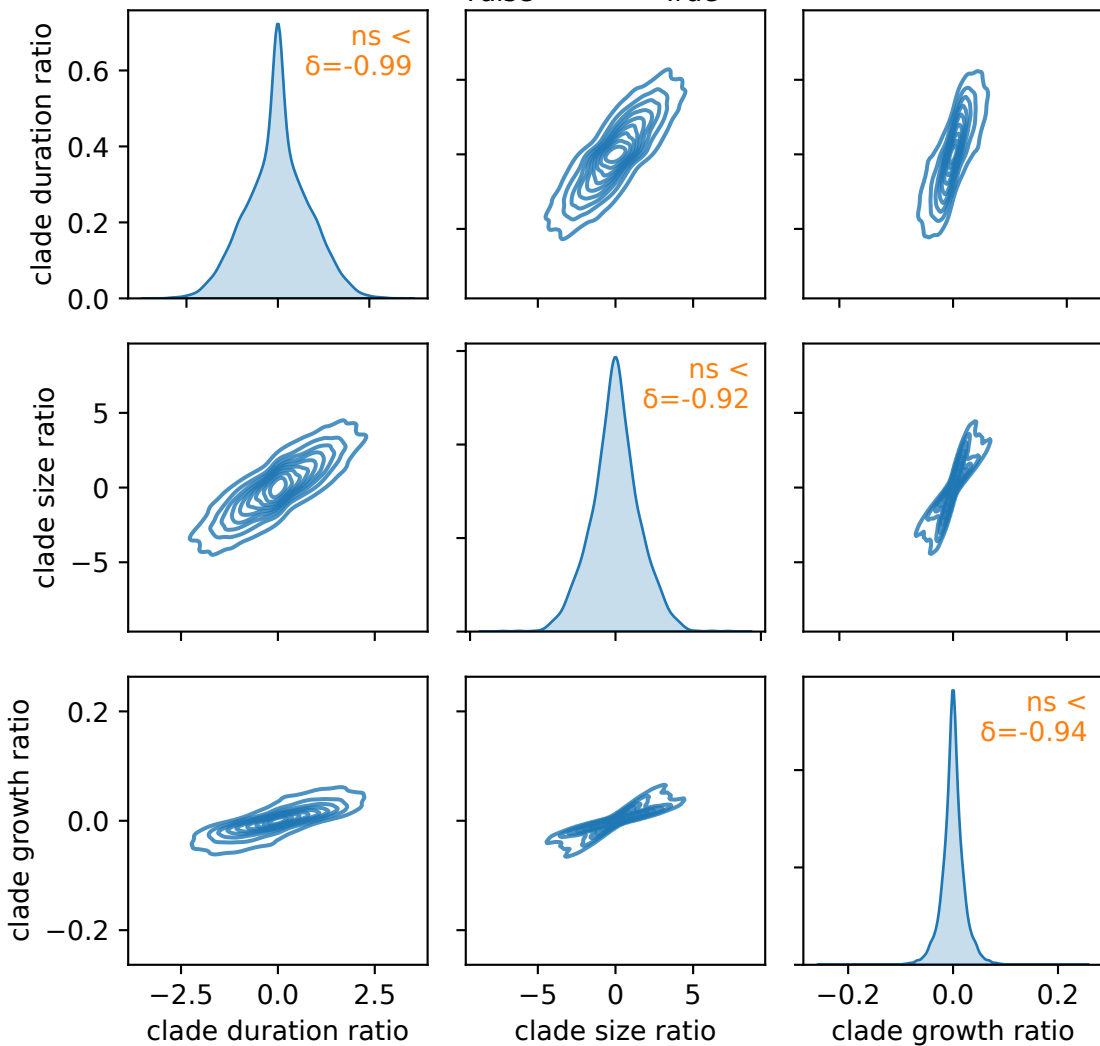 ns <
δ=-0.99
clade duration ratio
0.6
0.4
0.2
0.0
ns <
δ=-0.92
clade size ratio
5
0
−5
ns <
δ=-0.94
clade growth ratio
0.2
0.0
−0.2
−2.5 0.0 2.5
−5 0 5
−0.2 0.0 0.2
clade duration ratio
clade size ratio
clade growth ratio